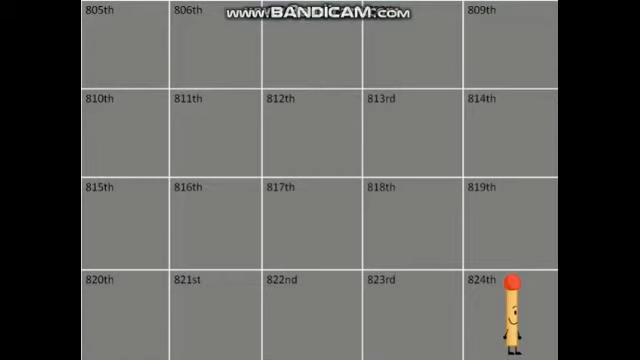 www.BANDICAM.com
805th 806th 809th
810th 811th 812th 813rd 814th
815th 816th 817th 818th 819th
820th 821st 822nd 823rd 824th